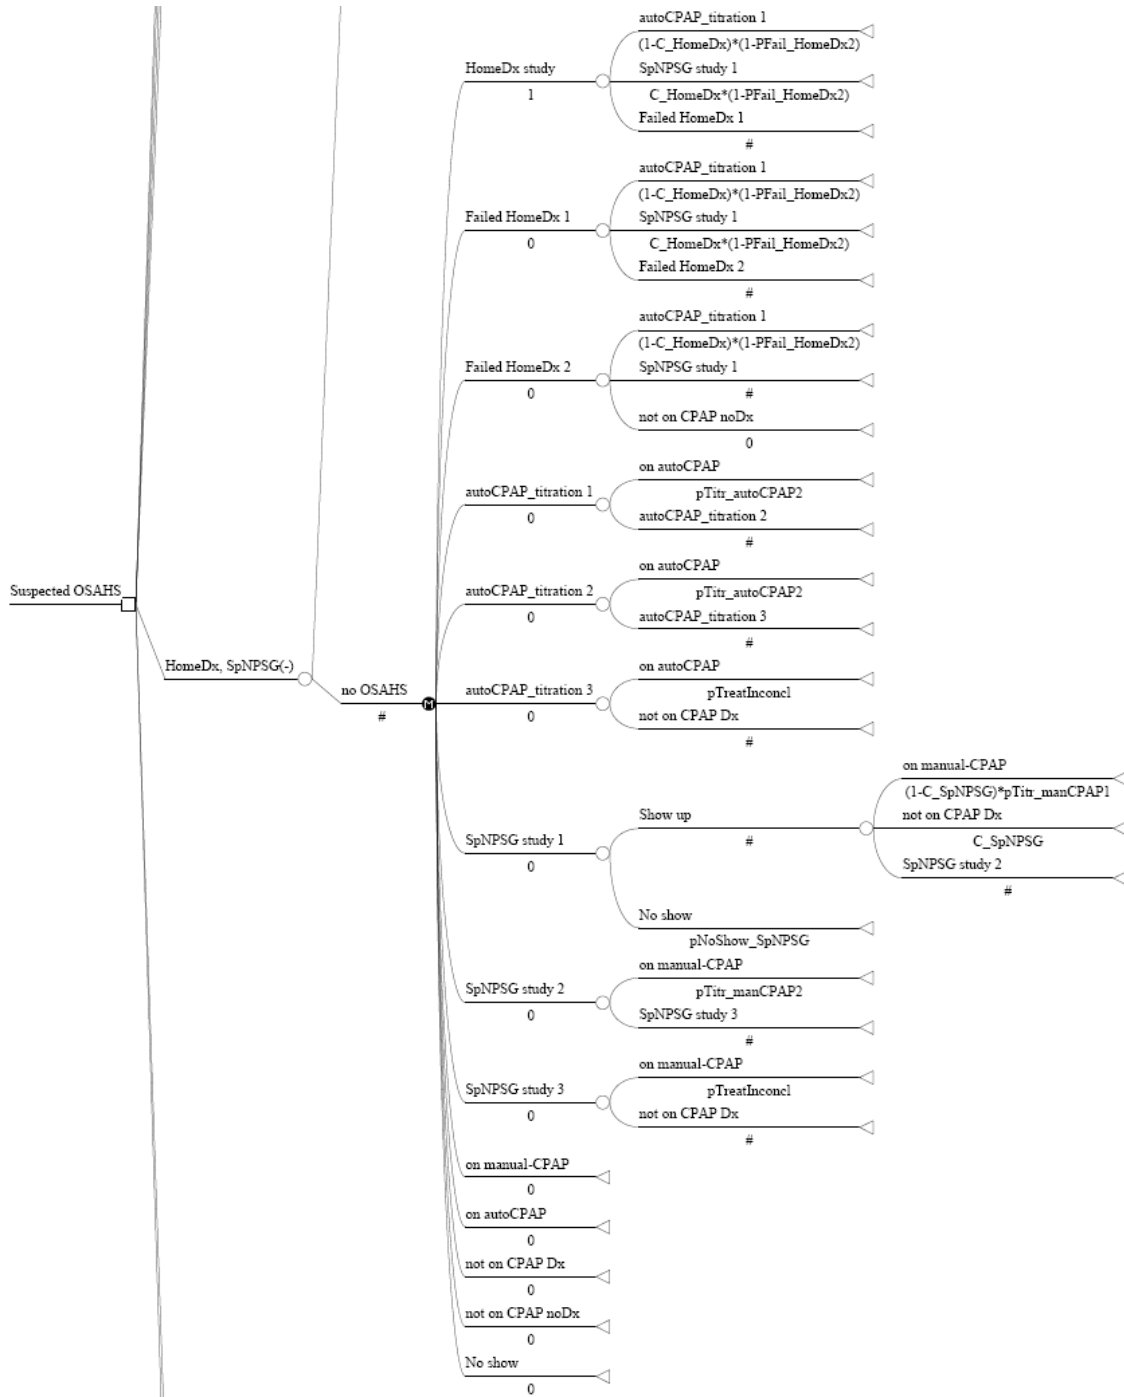 autoCPAP_titration 1
(1-C_HomeDx)*(1-PFail_HomeDx2)
HomeDx study
1
SpNPSG study 1
C_HomeDx*(1-PFail_HomeDx2)
Failed HomeDx 1
#
autoCPAP_titration 1
(1-C_HomeDx)*(1-PFail_HomeDx2)
Failed HomeDx 1
0
SpNPSG study 1
C_HomeDx*(1-PFail_HomeDx2)
Failed HomeDx 2
#
autoCPAP_titration 1
(1-C_HomeDx)*(1-PFail_HomeDx2)
Failed HomeDx 2
0
SpNPSG study 1
#
not on CPAP noDx
0
on autoCPAP
pTitr_autoCPAP2
autoCPAP_titration 1
0
autoCPAP_titration 2
#
Suspected OSAHS
on autoCPAP
pTitr_autoCPAP2
autoCPAP_titration 2
0
autoCPAP_titration 3
#
HomeDx, SpNPSG(-)
no OSAHS
#
M
on autoCPAP
pTreatInconcl
autoCPAP_titration 3
0
not on CPAP Dx
#
on manual-CPAP
(1-C_SpNPSG)*pTitr_manCPAP1
Show up
#
not on CPAP Dx
C_SpNPSG
SpNPSG study 1
0
SpNPSG study 2
#
No show
pNoShow_SpNPSG
on manual-CPAP
pTitr_manCPAP2
SpNPSG study 2
0
SpNPSG study 3
#
on manual-CPAP
pTreatInconcl
SpNPSG study 3
0
not on CPAP Dx
#
on manual-CPAP
0
on autoCPAP
0
not on CPAP Dx
0
not on CPAP noDx
0
No show
0